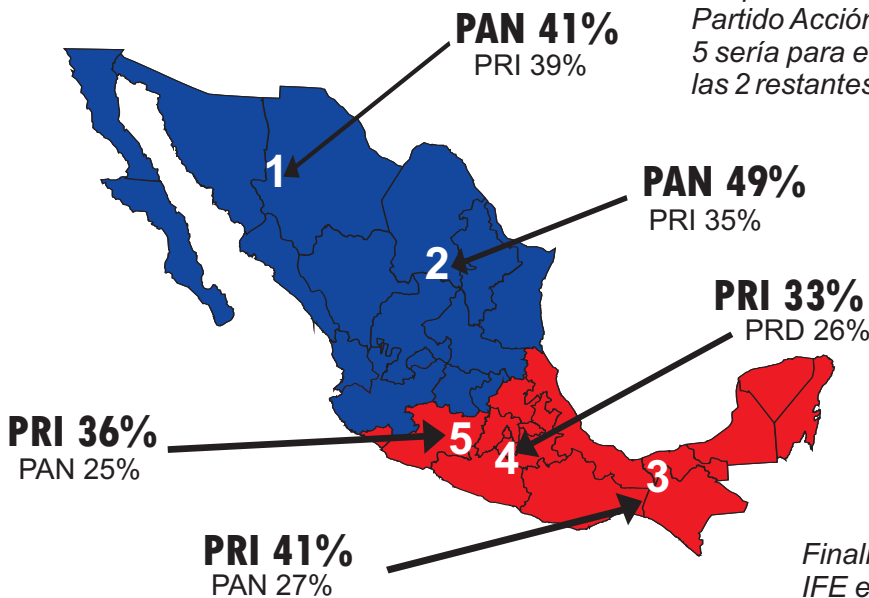 Partido Acción
5 sería para e
las 2 restantes
PAN 41%
PRI 39%
1
PAN 49%
PRI 35%
2
PRI 33%
PRD 26%
PRI 36%
PAN 25%
5
4
3
PRI 41%
PAN 27%
Finall
IFE e